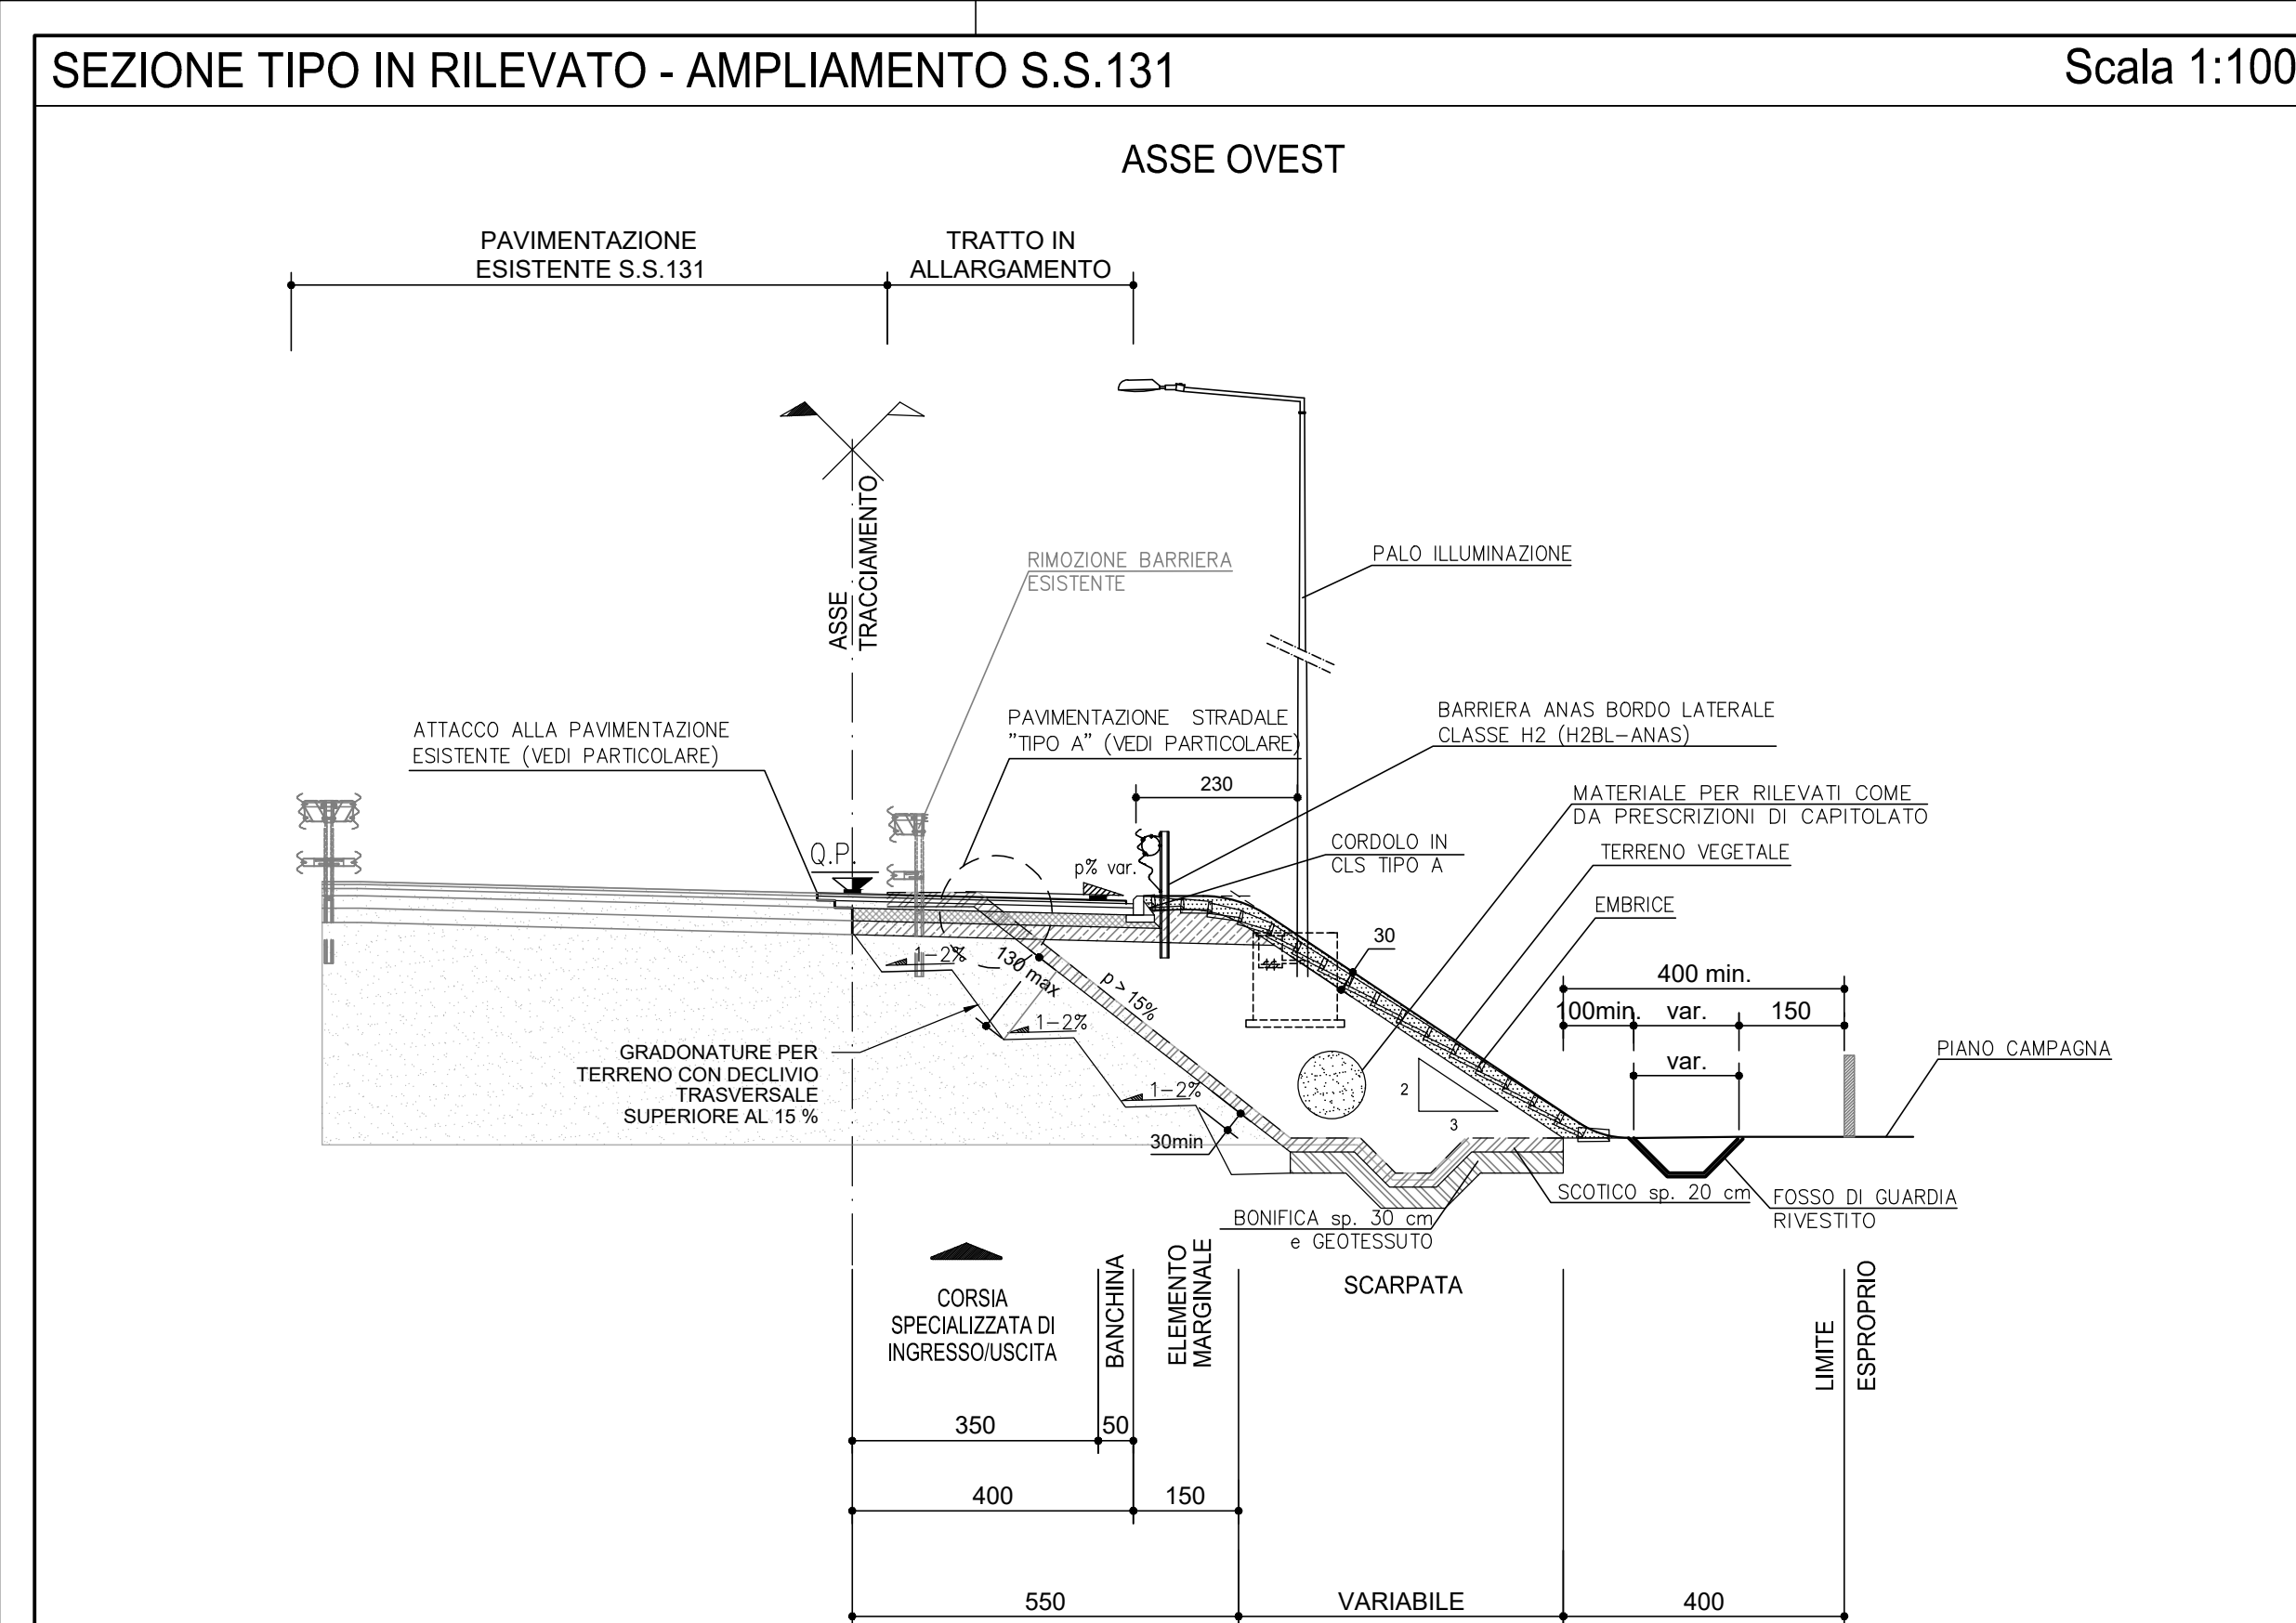 SEZIONE TIPO IN RILEVATO - AMPLIAMENTO S.S.131
Scala 1:100
ASSE OVEST
PAVIMENTAZIONE
ESISTENTE S.S.131
TRATTO IN
ALLARGAMENTO
ASSE
TRACCIAMENTO
RIMOZIONE BARRIERA
ESISTENTE
PALO ILLUMINAZIONE
ATTACCO ALLA PAVIMENTAZIONE
ESISTENTE (VEDI PARTICOLARE)
PAVIMENTAZIONE STRADALE
"TIPO A" (VEDI PARTICOLARE)
BARRIERA ANAS BORDO LATERALE
CLASSE H2 (H2BL-ANAS)
230
MATERIALE PER RILEVATI COME
DA PRESCRIZIONI DI CAPITOLATO
CORDOLO IN
CLS TIPO A
TERRENO VEGETALE
Q.P.
p% var.
EMBRICE
30
1-2%
130 max
p > 15%
400 min.
100min.
var.
150
1-2%
var.
PIANO CAMPAGNA
GRADONATURE PER
TERRENO CON DECLIVIO
TRASVERSALE
SUPERIORE AL 15 %
1-2%
2
3
30min
SCOTICO sp. 20 cm
FOSSO DI GUARDIA
RIVESTITO
BONIFICA sp. 30 cm
e GEOTESSUTO
CORSIA
SPECIALIZZATA DI
INGRESSO/USCITA
BANCHINA
ELEMENTO
MARGINALE
SCARPATA
LIMITE
ESPROPRIO
350
50
400
150
550
VARIABILE
400